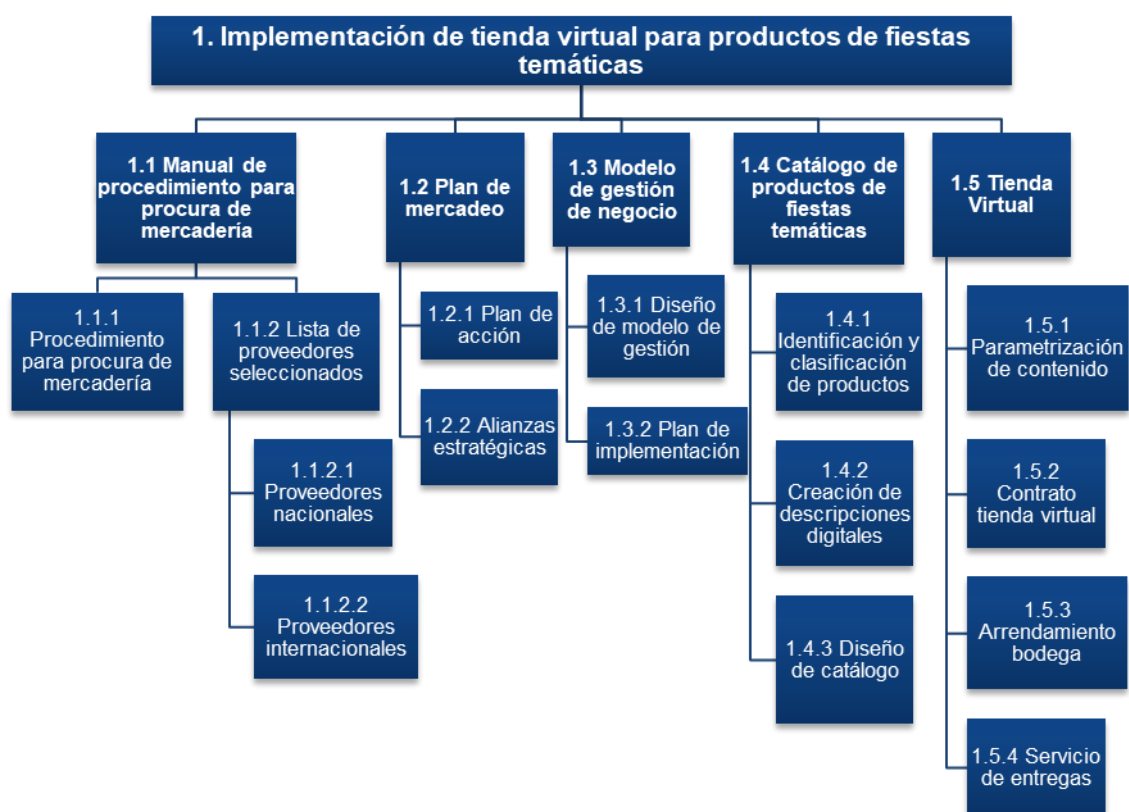 1. Implementación de tienda virtual para productos de fiestas
temáticas
1.1 Manual de
procedimiento para
procura de
mercadería
1.2 Plan de
mercadeo
1.3 Modelo
de gestión
de negocio
1.4 Catálogo de
productos de
fiestas
temáticas
1.5 Tienda
Virtual
1.1.1
Procedimiento
para procura de
mercadería
1.1.2 Lista de
proveedores
seleccionados
1.1.2.1
Proveedores
nacionales
1.1.2.2
Proveedores
internacionales
1.2.1 Plan de
acción
1.2.2 Alianzas
estratégicas
1.3.1 Diseño
de modelo de
gestión
1.3.2 Plan de
implementación
1.4.1
Identificación y
clasificación
de productos
1.4.2
Creación de
descripciones
digitales
1.4.3 Diseño
de catálogo
1.5.1
Parametrización
de contenido
1.5.2
Contrato
tienda virtual
1.5.3
Arrendamiento
bodega
1.5.4 Servicio
de entregas